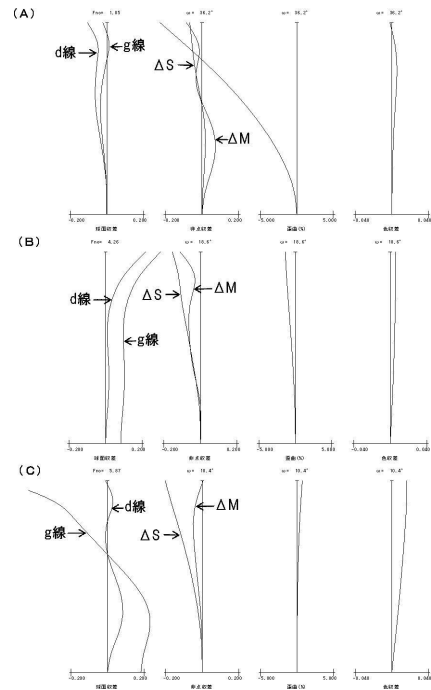 (A)
Fno= 1.85 ω= 36.2° ω= 36.2° ω= 36.2°
d線 g線 ΔS ΔM
-0.200 0.200 -0.200 0.200 -5.000 5.000 -0.040 0.040
球面収差 非点収差 歪曲(%) 色収差
(B)
Fno= 4.26 ω= 18.6° ω= 18.6° ω= 18.6°
d線 g線 ΔS ΔM
-0.200 0.200 -0.200 0.200 -5.000 5.000 -0.040 0.040
球面収差 非点収差 歪曲(%) 色収差
(C)
Fno= 5.67 ω= 10.4° ω= 10.4° ω= 10.4°
g線 d線 ΔS ΔM
-0.200 0.200 -0.200 0.200 -5.000 5.000 -0.040 0.040
球面収差 非点収差 歪曲(%) 色収差